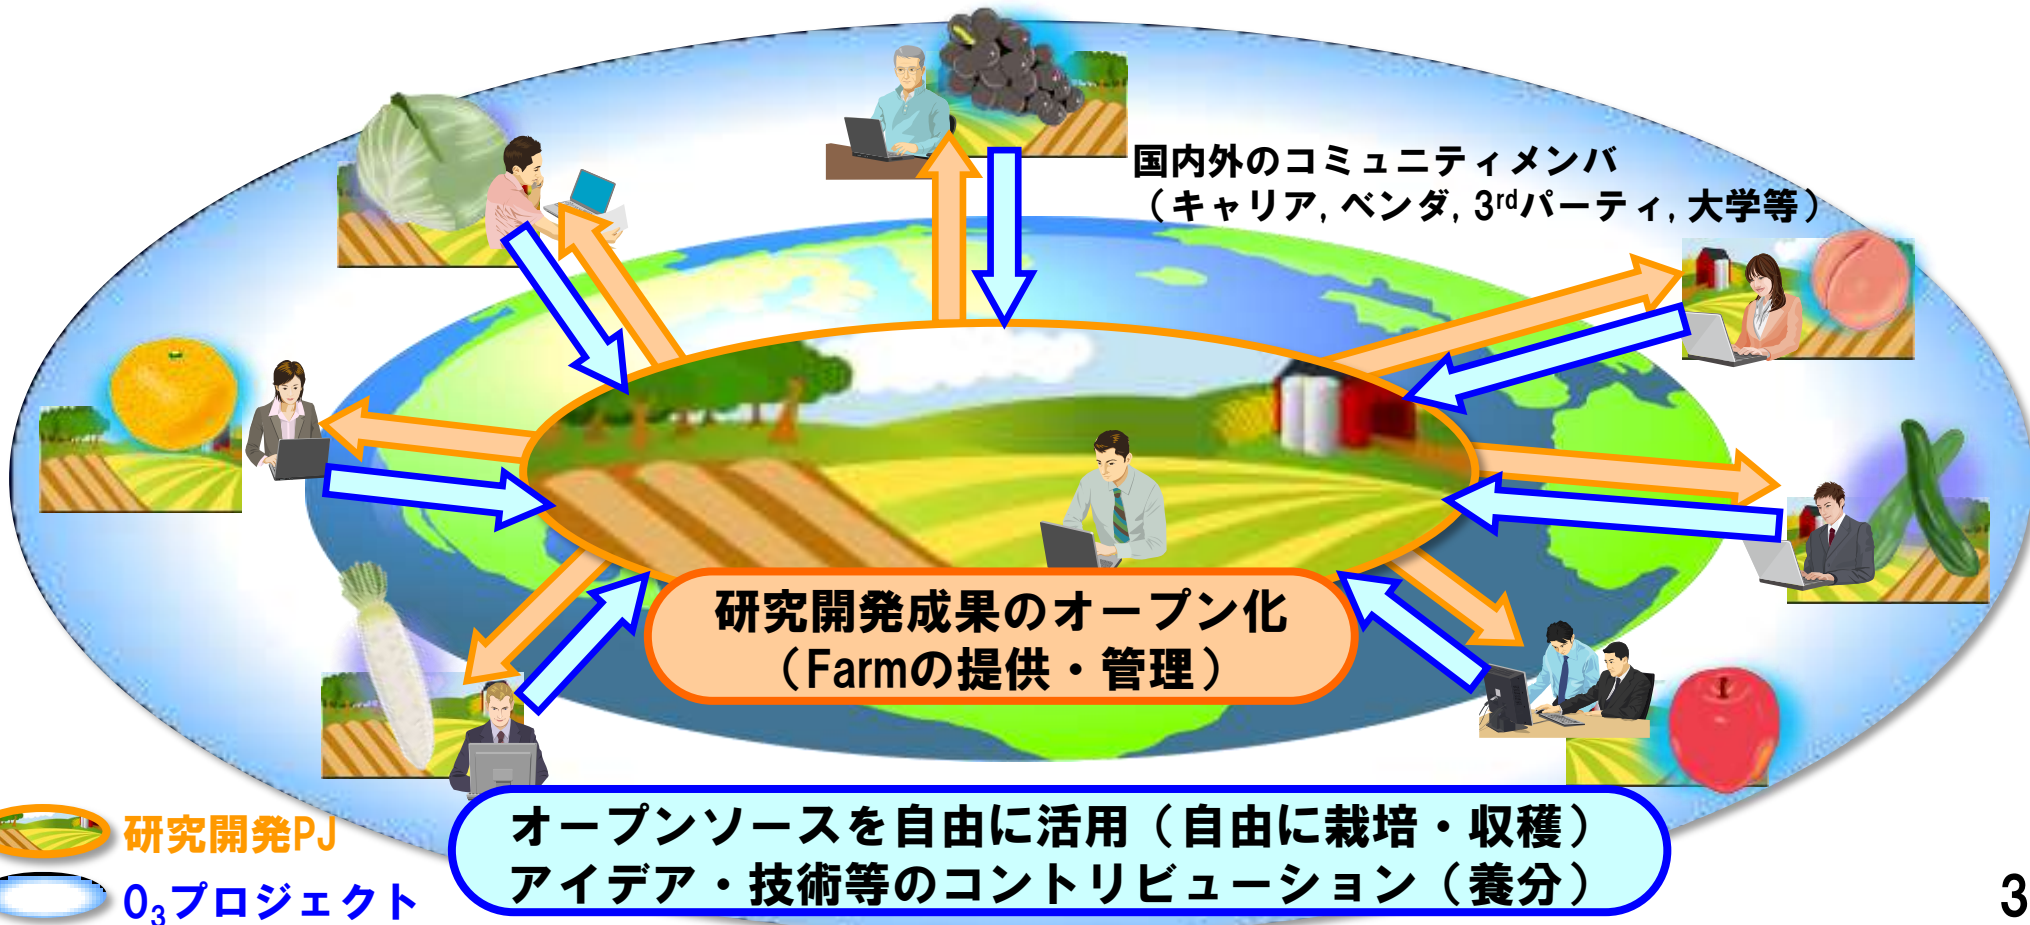 国内外のコミュニティメンバ
（キャリア, ベンダ, 3rdパーティ, 大学等）
研究開発成果のオープン化
（Farmの提供・管理）
オープンソースを自由に活用（自由に栽培・収穫）
アイデア・技術等のコントリビューション（養分）
研究開発PJ
O3プロジェクト
3